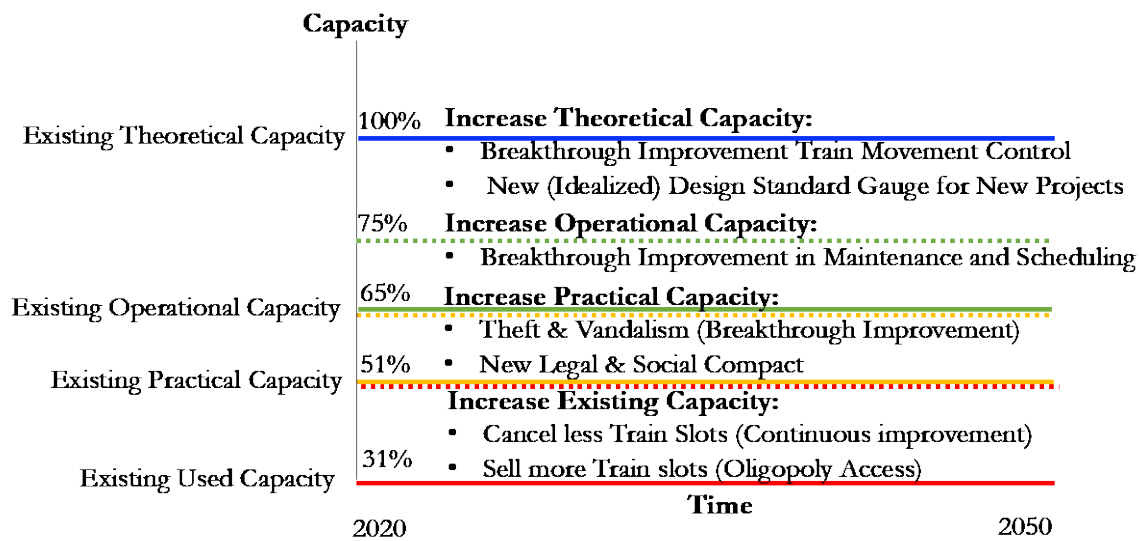 Capacity
Existing Theoretical Capacity
100%
Increase Theoretical Capacity:
▪ Breakthrough Improvement Train Movement Control
▪ New (Idealized) Design Standard Gauge for New Projects
75%
Increase Operational Capacity:
▪ Breakthrough Improvement in Maintenance and Scheduling
Existing Operational Capacity
65%
Increase Practical Capacity:
▪ Theft & Vandalism (Breakthrough Improvement)
51%
▪ New Legal & Social Compact
Existing Practical Capacity
Increase Existing Capacity:
▪ Cancel less Train Slots (Continuous improvement)
31%
▪ Sell more Train slots (Oligopoly Access)
Existing Used Capacity
Time
2020
2050